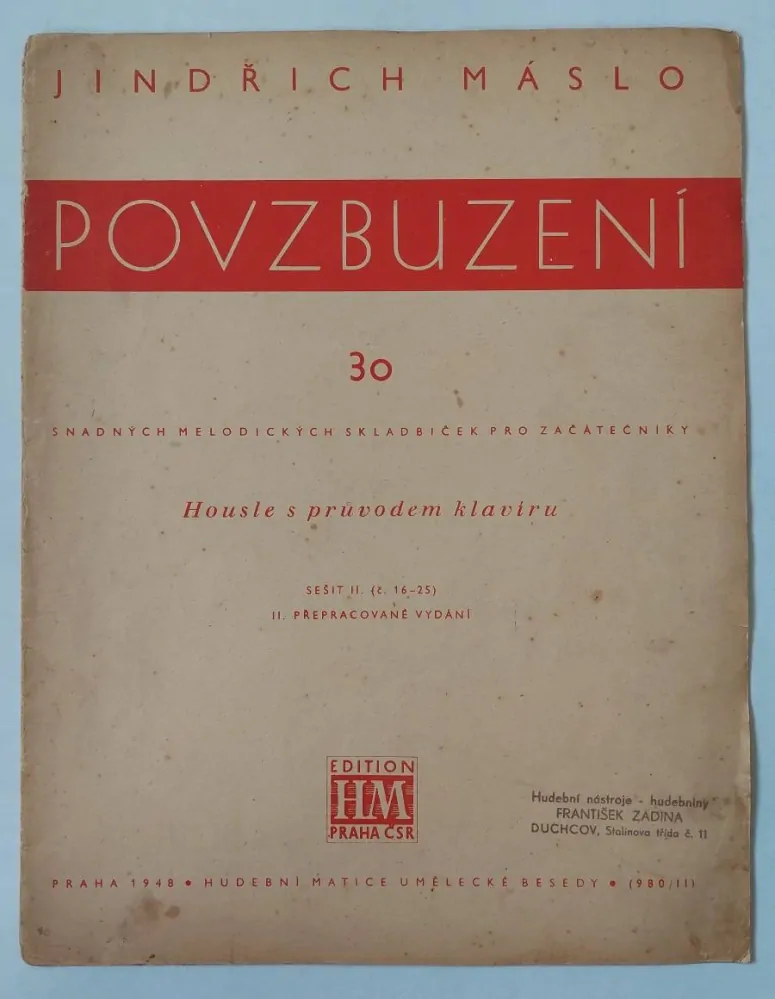 JINDŘICH MÁSLO
POVZBUZENÍ
30
SNADNÝCH MELODICKÝCH SKLADBIČEK PRO ZAČÁTEČNÍKY
Housle s průvodem klavíru
SEŠIT II. (č. 16–25)
II. PŘEPRACOVANÉ VYDÁNÍ
EDITION
HM
PRAHA ČSR
Hudební nástroje - hudebniny
FRANTIŠEK ZADINA
DUCHCOV, Stalinova třída č. 11
PRAHA 1948 • HUDEBNÍ MATICE UMĚLECKÉ BESEDY • (980/II)